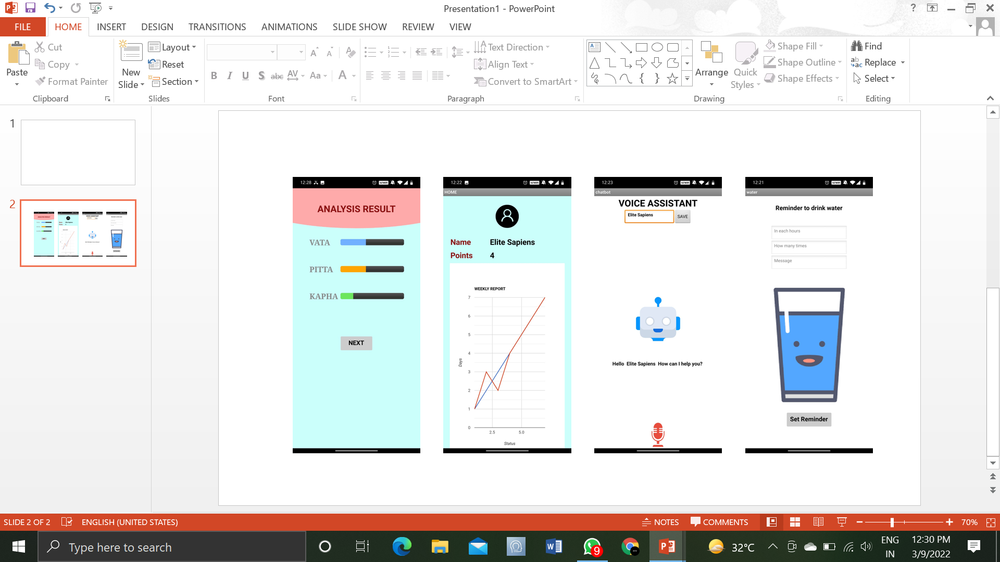 Presentation1 - PowerPoint
?
FILE HOME INSERT DESIGN TRANSITIONS ANIMATIONS SLIDE SHOW REVIEW VIEW
Paste
Cut
Copy
Format Painter
Clipboard
New
Slide
Layout
Reset
Section
Slides
B I U S abc AV Aa A
Font
Text Direction
Align Text
Convert to SmartArt
Paragraph
Arrange
Quick
Styles
Shape Fill
Shape Outline
Shape Effects
Drawing
Find
Replace
Select
Editing
1
2
12:28
ANALYSIS RESULT
VATA
PITTA
KAPHA
NEXT
12:22
HOME
Name Elite Sapiens
Points 4
WEEKLY REPORT
7
6
5
4
3
2
1
0
Days
2.5 5.0
Status
12:23
chatbot
VOICE ASSISTANT
Elite Sapiens SAVE
Hello Elite Sapiens How can I help you?
12:21
water
Reminder to drink water
In each hours
How many times
Message
Set Reminder
SLIDE 2 OF 2 ENGLISH (UNITED STATES) NOTES COMMENTS 70%
Type here to search
9
32°C
ENG
IN
12:30 PM
3/9/2022